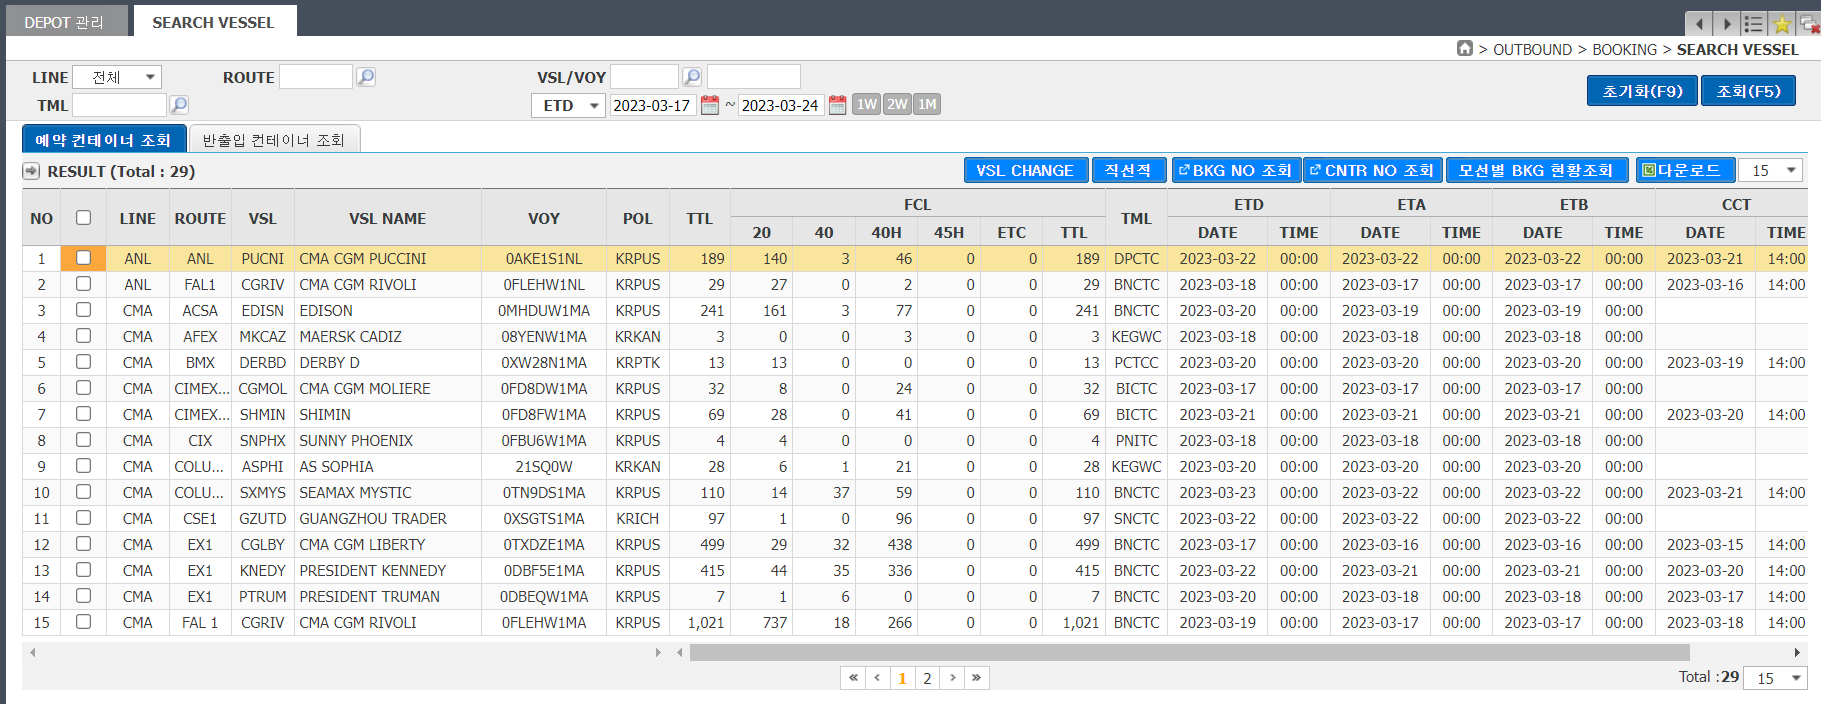 DEPOT 관리 SEARCH VESSEL
> OUTBOUND > BOOKING > SEARCH VESSEL
LINE 전체 ROUTE VSL/VOY
TML ETD 2023-03-17 ~ 2023-03-24 1W 2W 1M 초기화(F9) 조회(F5)
예약 컨테이너 조회 반출입 컨테이너 조회
RESULT (Total : 29) VSL CHANGE 직선적 BKG NO 조회 CNTR NO 조회 모선별 BKG 현황조회 다운로드 15
NO LINE ROUTE VSL VSL NAME VOY POL TTL FCL TML ETD ETA ETB CCT
20 40 40H 45H ETC TTL DATE TIME DATE TIME DATE TIME DATE TIME
1 ANL ANL PUCNI CMA CGM PUCCINI 0AKE1S1NL KRPUS 189 140 3 46 0 0 189 DPCTC 2023-03-22 00:00 2023-03-22 00:00 2023-03-22 00:00 2023-03-21 14:00
2 ANL FAL1 CGRIV CMA CGM RIVOLI 0FLEHW1NL KRPUS 29 27 0 2 0 0 29 BNCTC 2023-03-18 00:00 2023-03-17 00:00 2023-03-17 00:00 2023-03-16 14:00
3 CMA ACSA EDISN EDISON 0MHDUW1MA KRPUS 241 161 3 77 0 0 241 BNCTC 2023-03-20 00:00 2023-03-19 00:00 2023-03-19 00:00
4 CMA AFEX MKCAZ MAERSK CADIZ 08YENW1MA KRKAN 3 0 0 3 0 0 3 KEGWC 2023-03-18 00:00 2023-03-18 00:00 2023-03-18 00:00
5 CMA BMX DERBD DERBY D 0XW28N1MA KRPTK 13 13 0 0 0 0 13 PCTCC 2023-03-20 00:00 2023-03-20 00:00 2023-03-20 00:00 2023-03-19 14:00
6 CMA CIMEX... CGMOL CMA CGM MOLIERE 0FD8DW1MA KRPUS 32 8 0 24 0 0 32 BICTC 2023-03-17 00:00 2023-03-17 00:00 2023-03-17 00:00
7 CMA CIMEX... SHMIN SHIMIN 0FD8FW1MA KRPUS 69 28 0 41 0 0 69 BICTC 2023-03-21 00:00 2023-03-21 00:00 2023-03-21 00:00 2023-03-20 14:00
8 CMA CIX SNPHX SUNNY PHOENIX 0FBU6W1MA KRPUS 4 4 0 0 0 0 4 PNITC 2023-03-18 00:00 2023-03-18 00:00 2023-03-18 00:00
9 CMA COLU... ASPHI AS SOPHIA 21SQ0W KRKAN 28 6 1 21 0 0 28 KEGWC 2023-03-20 00:00 2023-03-20 00:00 2023-03-20 00:00
10 CMA COLU... SXMYS SEAMAX MYSTIC 0TN9DS1MA KRPUS 110 14 37 59 0 0 110 BNCTC 2023-03-23 00:00 2023-03-22 00:00 2023-03-22 00:00 2023-03-21 14:00
11 CMA CSE1 GZUTD GUANGZHOU TRADER 0XSGTS1MA KRICH 97 1 0 96 0 0 97 SNCTC 2023-03-22 00:00 2023-03-22 00:00 2023-03-22 00:00
12 CMA EX1 CGLBY CMA CGM LIBERTY 0TXDZE1MA KRPUS 499 29 32 438 0 0 499 BNCTC 2023-03-17 00:00 2023-03-16 00:00 2023-03-16 00:00 2023-03-15 14:00
13 CMA EX1 KNEDY PRESIDENT KENNEDY 0DBF5E1MA KRPUS 415 44 35 336 0 0 415 BNCTC 2023-03-22 00:00 2023-03-21 00:00 2023-03-21 00:00 2023-03-20 14:00
14 CMA EX1 PTRUM PRESIDENT TRUMAN 0DBEQW1MA KRPUS 7 1 6 0 0 0 7 BNCTC 2023-03-20 00:00 2023-03-18 00:00 2023-03-18 00:00 2023-03-17 14:00
15 CMA FAL 1 CGRIV CMA CGM RIVOLI 0FLEHW1MA KRPUS 1,021 737 18 266 0 0 1,021 BNCTC 2023-03-19 00:00 2023-03-17 00:00 2023-03-17 00:00 2023-03-18 14:00
« ‹ 1 2 › » Total :29 15